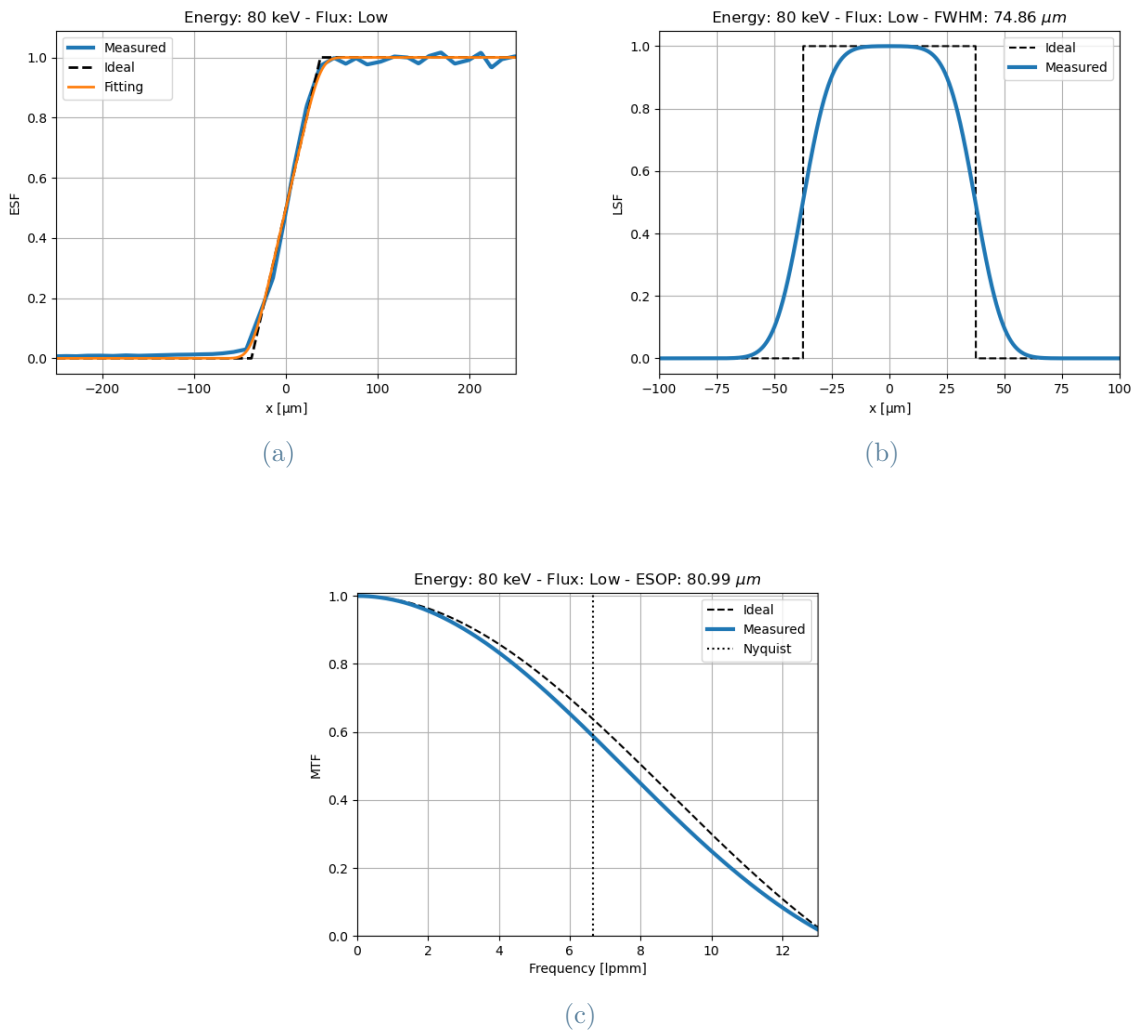 Energy: 80 keV - Flux: Low
Measured
Ideal
Fitting
ESF
1.0
0.8
0.6
0.4
0.2
0.0
−200
−100
0
100
200
x [μm]
(a)
Energy: 80 keV - Flux: Low - FWHM: 74.86 μm
Ideal
Measured
LSF
1.0
0.8
0.6
0.4
0.2
0.0
−100
−75
−50
−25
0
25
50
75
100
x [μm]
(b)
Energy: 80 keV - Flux: Low - ESOP: 80.99 μm
Ideal
Measured
Nyquist
MTF
1.0
0.8
0.6
0.4
0.2
0.0
0
2
4
6
8
10
12
Frequency [lpmm]
(c)